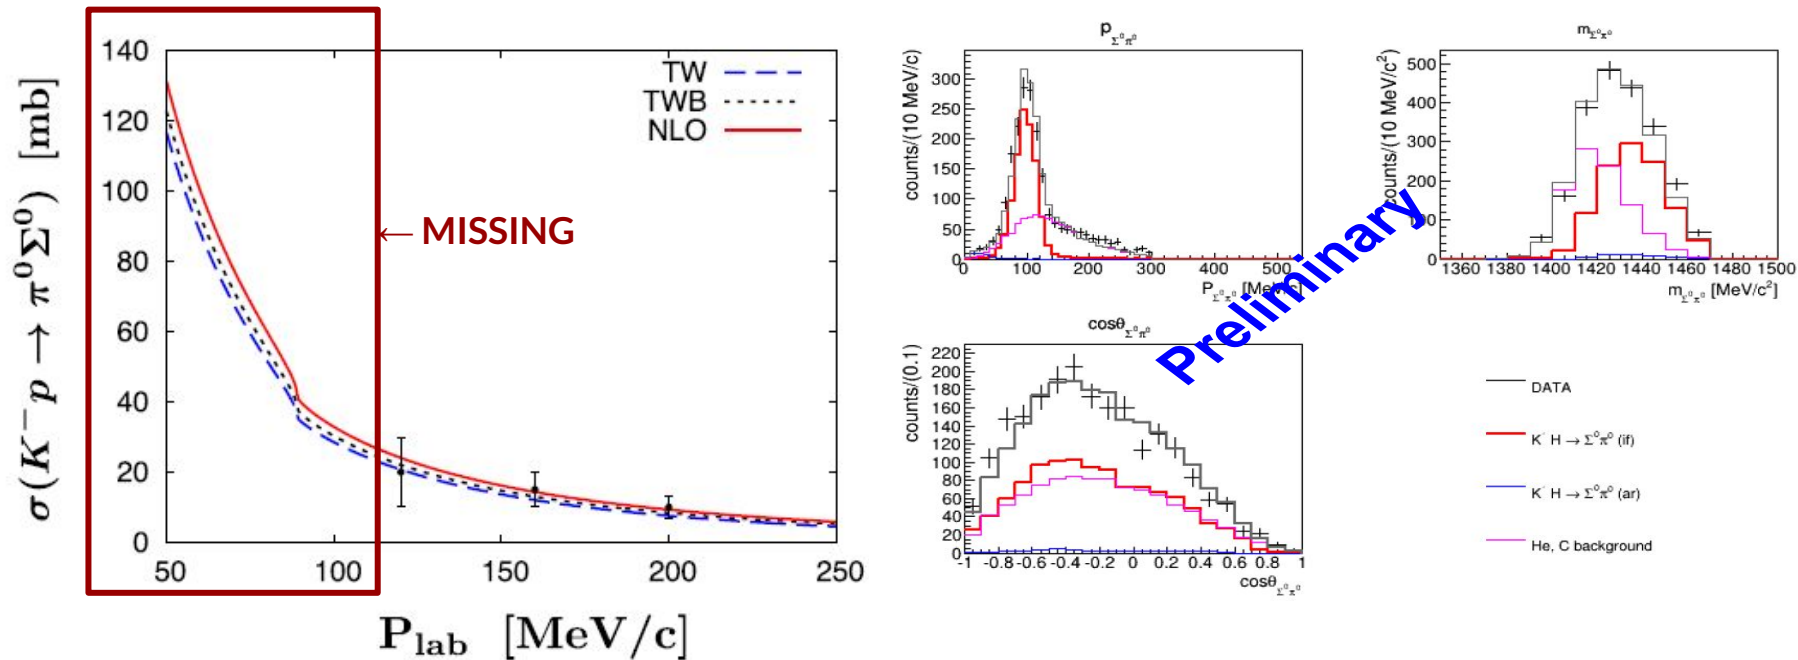 σ(K⁻p → π⁰Σ⁰) [mb]
140
120
100
80
60
40
20
0
50 100 150 200 250
P_lab [MeV/c]
TW
TWB
NLO
← MISSING
p_Σ⁰π⁰
counts/(10 MeV/c)
300
250
200
150
100
50
0
0 100 200 300 400 500
P_Σ⁰π⁰ [MeV/c]
m_Σ⁰π⁰
counts/(10 MeV/c²)
500
400
300
200
100
0
1360 1380 1400 1420 1440 1460 1480 1500
m_Σ⁰π⁰ [MeV/c²]
Preliminary
cosθ_Σ⁰π⁰
counts/(0.1)
220
200
180
160
140
120
100
80
60
40
20
0
-1 -0.8 -0.6 -0.4 -0.2 0 0.2 0.4 0.6 0.8 1
cosθ_Σ⁰π⁰
DATA
K⁻ H → Σ⁰π⁰ (if)
K⁻ H → Σ⁰π⁰ (ar)
He, C background